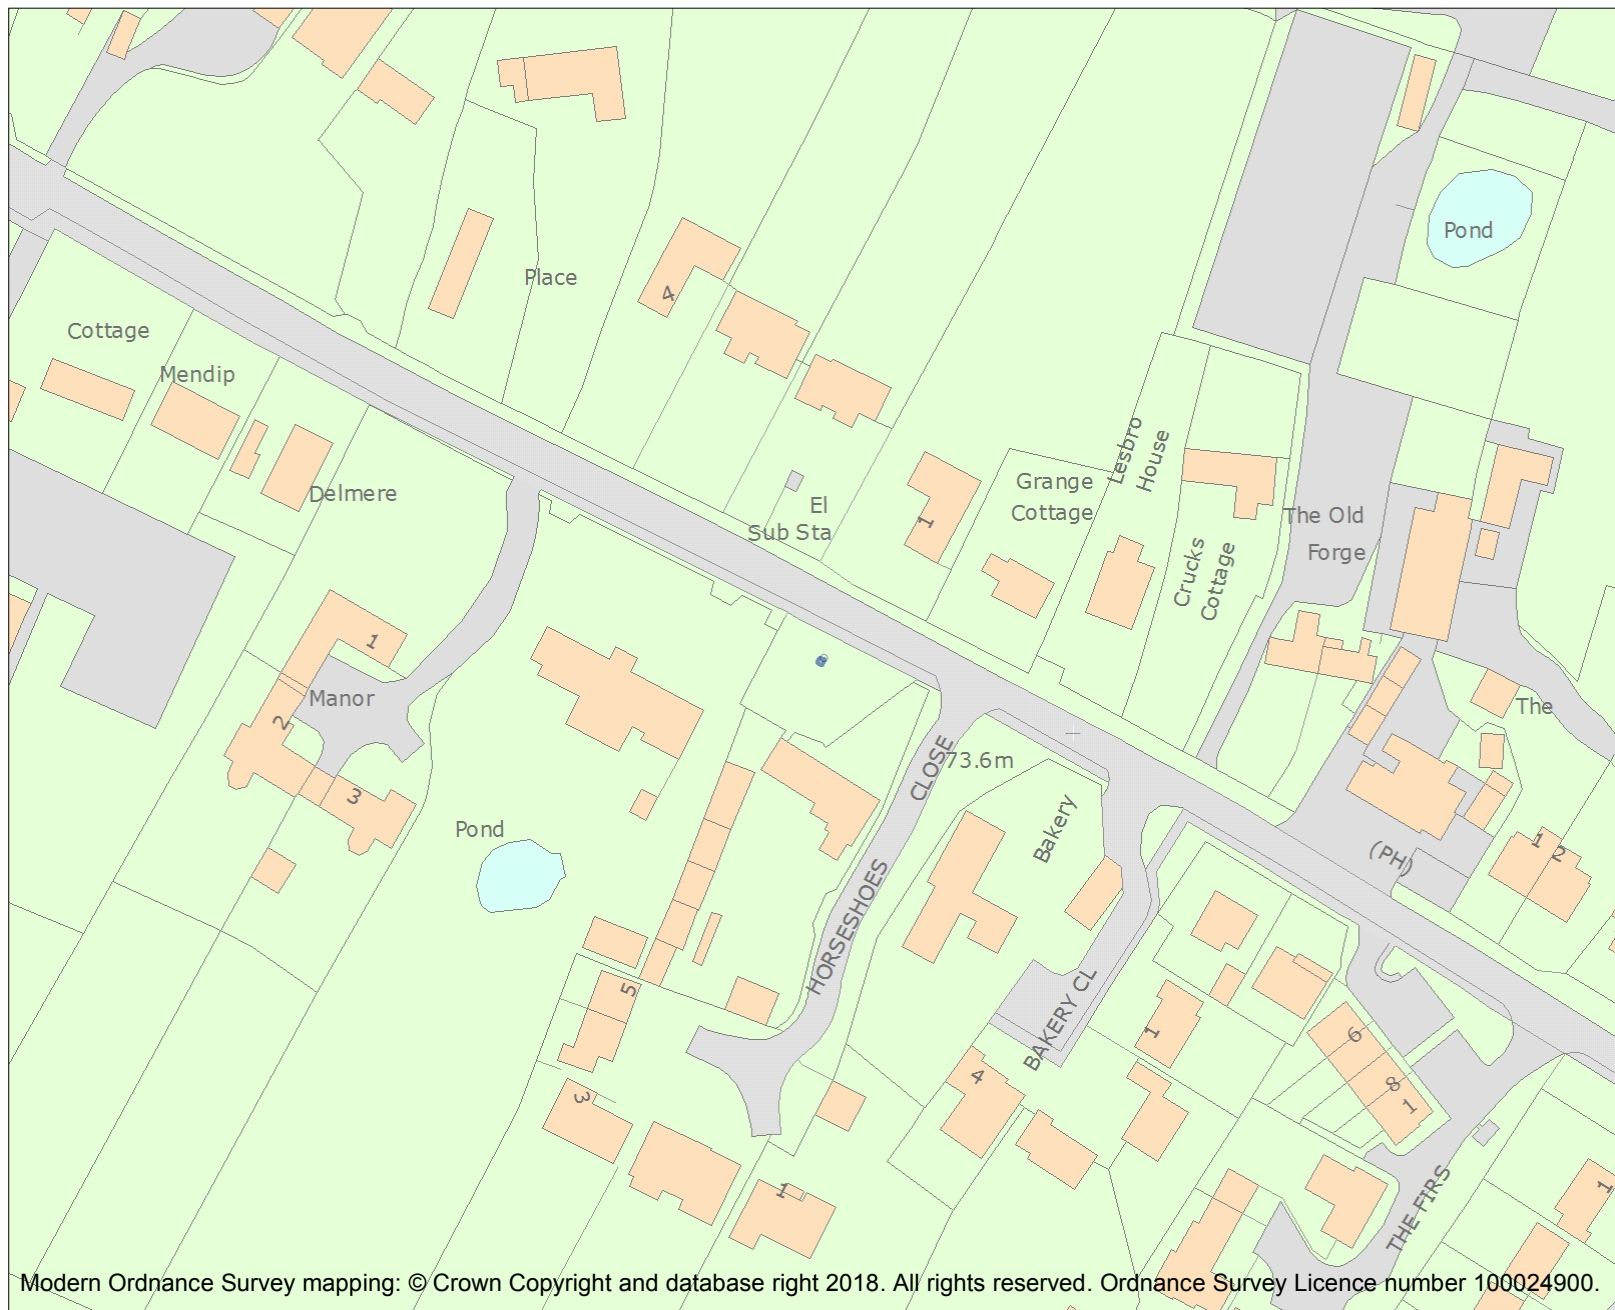 Pond
Place
4
Cottage
Mendip
Delmere
El
Sub Sta
1
Grange
Cottage
Lesbro
House
Crucks
Cottage
The Old
Forge
1
Manor
2
3
The
73.6m
CLOSE
HORSESHOES
Pond
Bakery
(PH)
1
2
BAKERY CL
5
3
1
4
1
6
8
1
THE FIRS
1
Modern Ordnance Survey mapping: © Crown Copyright and database right 2018. All rights reserved. Ordnance Survey Licence number 100024900.